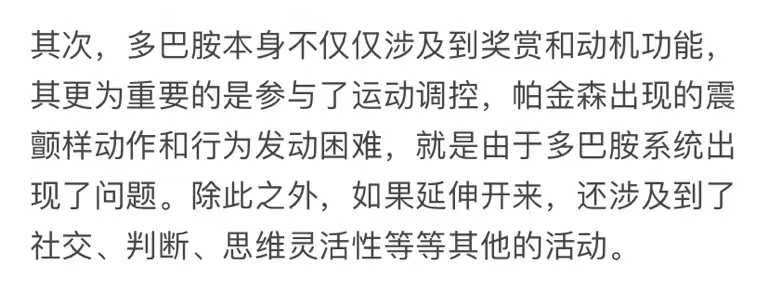 其次，多巴胺本身不仅仅涉及到奖赏和动机功能，
其更为重要的是参与了运动调控，帕金森出现的震
颤样动作和行为发动困难，就是由于多巴胺系统出
现了问题。除此之外，如果延伸开来，还涉及到了
社交、判断、思维灵活性等等其他的活动。